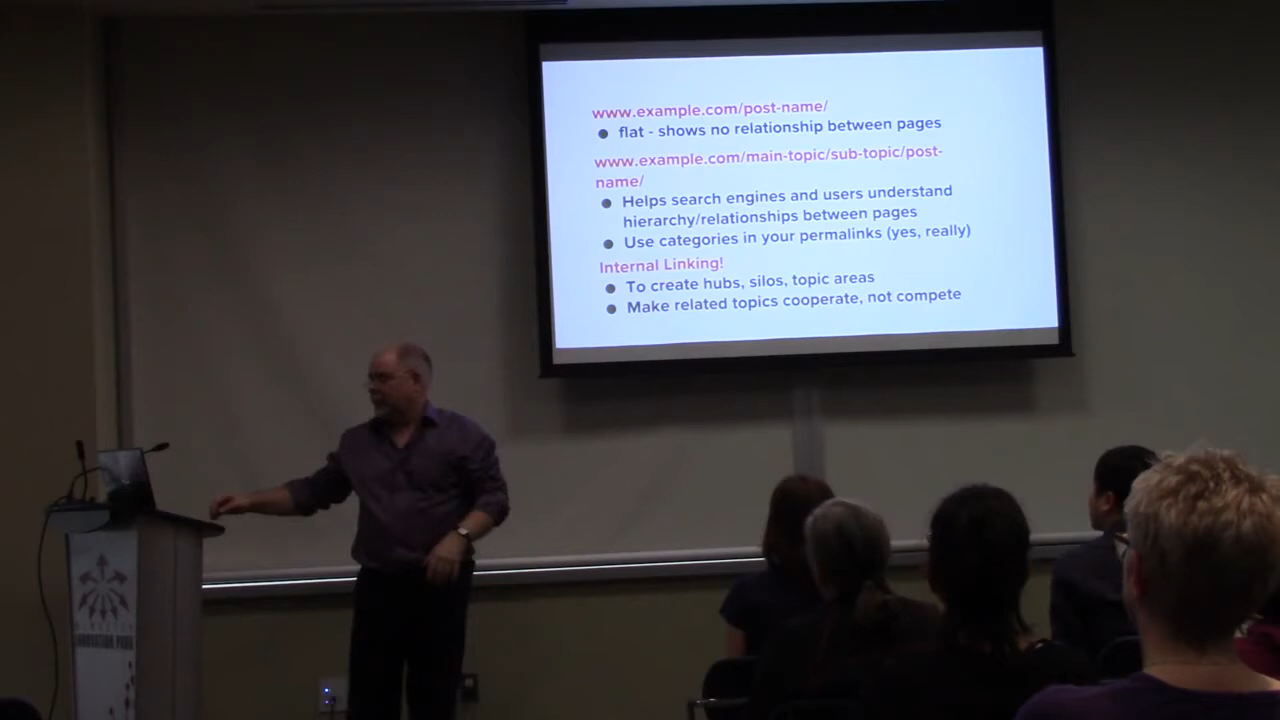 www.example.com/post-name/
● flat - shows no relationship between pages
www.example.com/main-topic/sub-topic/post-
name/
● Helps search engines and users understand
hierarchy/relationships between pages
● Use categories in your permalinks (yes, really)
Internal Linking!
● To create hubs, silos, topic areas
● Make related topics cooperate, not compete
INNOVATION PARK